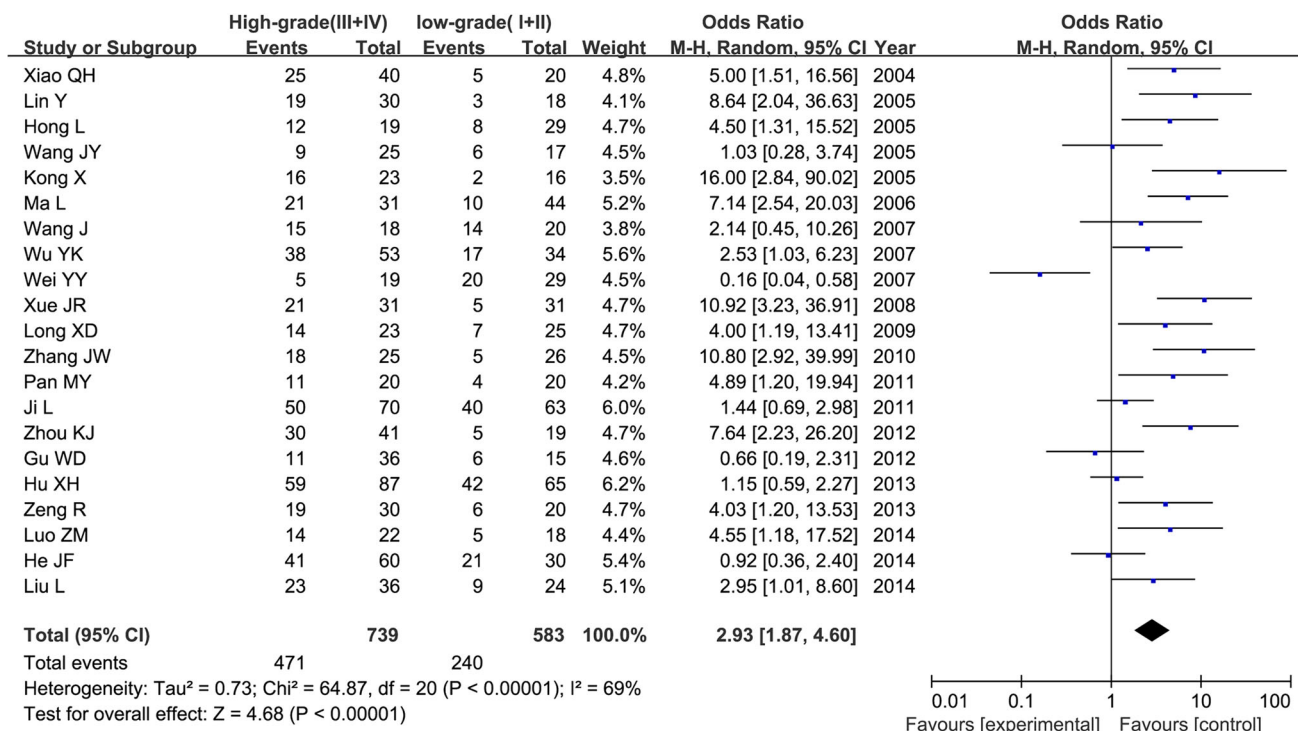 High-grade(III+IV) low-grade( I+II) Odds Ratio Odds Ratio
Study or Subgroup Events Total Events Total Weight M-H, Random, 95% CI Year M-H, Random, 95% CI
Xiao QH 25 40 5 20 4.8% 5.00 [1.51, 16.56] 2004
Lin Y 19 30 3 18 4.1% 8.64 [2.04, 36.63] 2005
Hong L 12 19 8 29 4.7% 4.50 [1.31, 15.52] 2005
Wang JY 9 25 6 17 4.5% 1.03 [0.28, 3.74] 2005
Kong X 16 23 2 16 3.5% 16.00 [2.84, 90.02] 2005
Ma L 21 31 10 44 5.2% 7.14 [2.54, 20.03] 2006
Wang J 15 18 14 20 3.8% 2.14 [0.45, 10.26] 2007
Wu YK 38 53 17 34 5.6% 2.53 [1.03, 6.23] 2007
Wei YY 5 19 20 29 4.5% 0.16 [0.04, 0.58] 2007
Xue JR 21 31 5 31 4.7% 10.92 [3.23, 36.91] 2008
Long XD 14 23 7 25 4.7% 4.00 [1.19, 13.41] 2009
Zhang JW 18 25 5 26 4.5% 10.80 [2.92, 39.99] 2010
Pan MY 11 20 4 20 4.2% 4.89 [1.20, 19.94] 2011
Ji L 50 70 40 63 6.0% 1.44 [0.69, 2.98] 2011
Zhou KJ 30 41 5 19 4.7% 7.64 [2.23, 26.20] 2012
Gu WD 11 36 6 15 4.6% 0.66 [0.19, 2.31] 2012
Hu XH 59 87 42 65 6.2% 1.15 [0.59, 2.27] 2013
Zeng R 19 30 6 20 4.7% 4.03 [1.20, 13.53] 2013
Luo ZM 14 22 5 18 4.4% 4.55 [1.18, 17.52] 2014
He JF 41 60 21 30 5.4% 0.92 [0.36, 2.40] 2014
Liu L 23 36 9 24 5.1% 2.95 [1.01, 8.60] 2014
Total (95% CI) 739 583 100.0% 2.93 [1.87, 4.60]
Total events 471 240
Heterogeneity: Tau² = 0.73; Chi² = 64.87, df = 20 (P < 0.00001); I² = 69%
Test for overall effect: Z = 4.68 (P < 0.00001)
0.01 0.1 1 10 100
Favours [experimental] Favours [control]